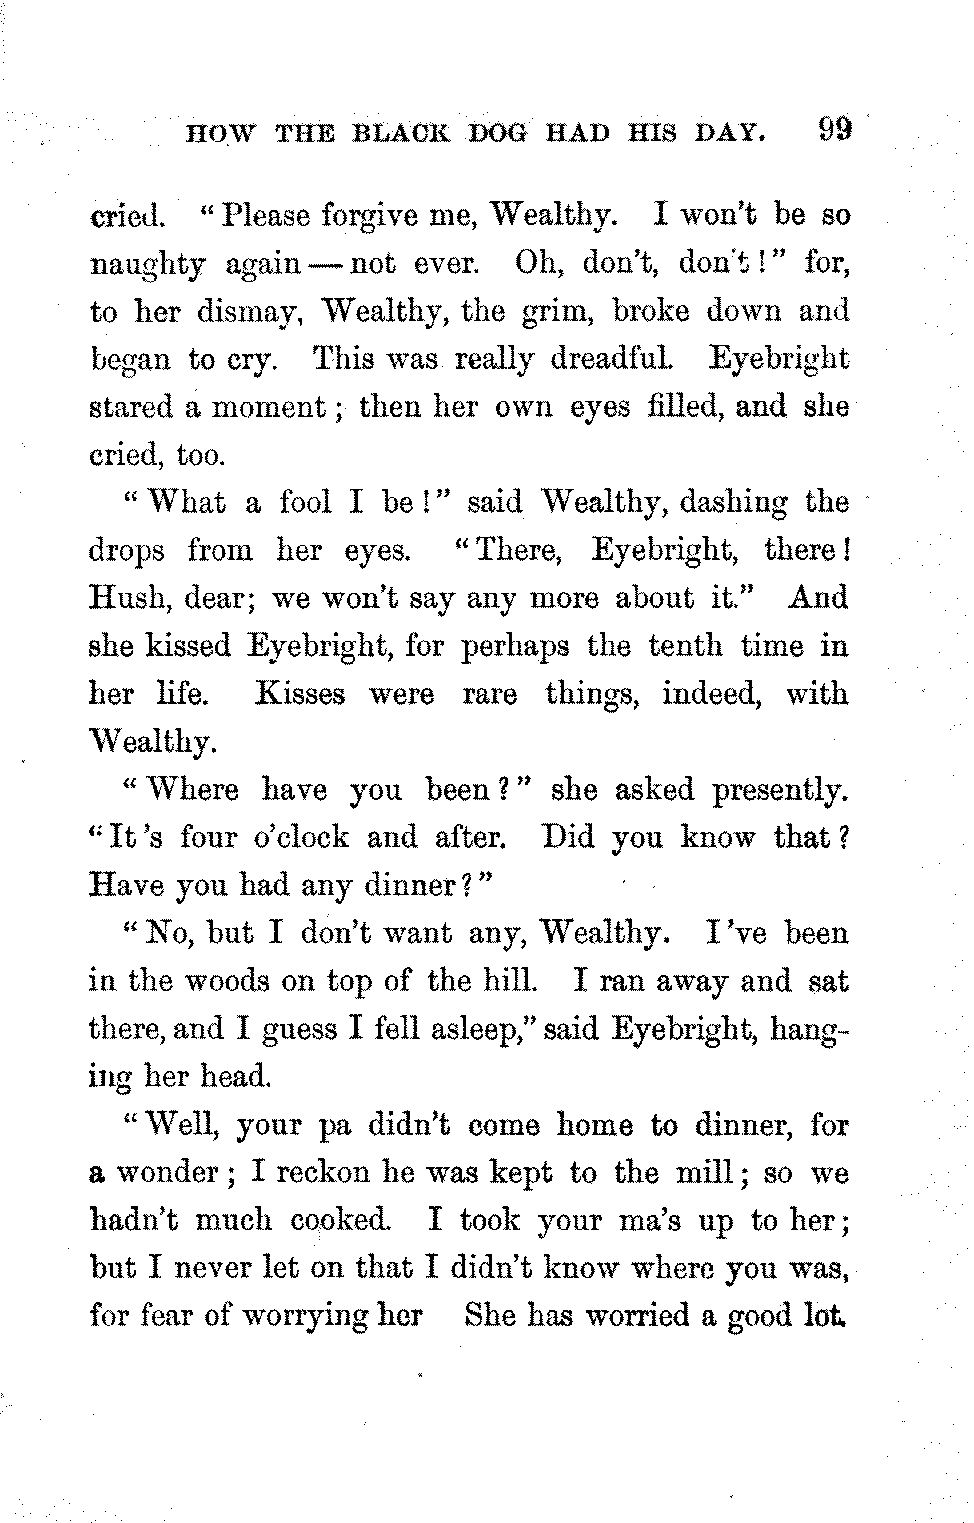 HOW THE BLACK DOG HAD HIS DAY. 99
cried. “Please forgive me, Wealthy. I won't be so
naughty again — not ever. Oh, don't, don't!” for,
to her dismay, Wealthy, the grim, broke down and
began to cry. This was really dreadful. Eyebright
stared a moment; then her own eyes filled, and she
cried, too.
“What a fool I be!” said Wealthy, dashing the
drops from her eyes. “There, Eyebright, there!
Hush, dear; we won't say any more about it.” And
she kissed Eyebright, for perhaps the tenth time in
her life. Kisses were rare things, indeed, with
Wealthy.
“Where have you been?” she asked presently.
“It's four o'clock and after. Did you know that?
Have you had any dinner?”
“No, but I don't want any, Wealthy. I've been
in the woods on top of the hill. I ran away and sat
there, and I guess I fell asleep,” said Eyebright, hang-
ing her head.
“Well, your pa didn't come home to dinner, for
a wonder; I reckon he was kept to the mill; so we
hadn't much cooked. I took your ma's up to her;
but I never let on that I didn't know where you was,
for fear of worrying her She has worried a good lot.